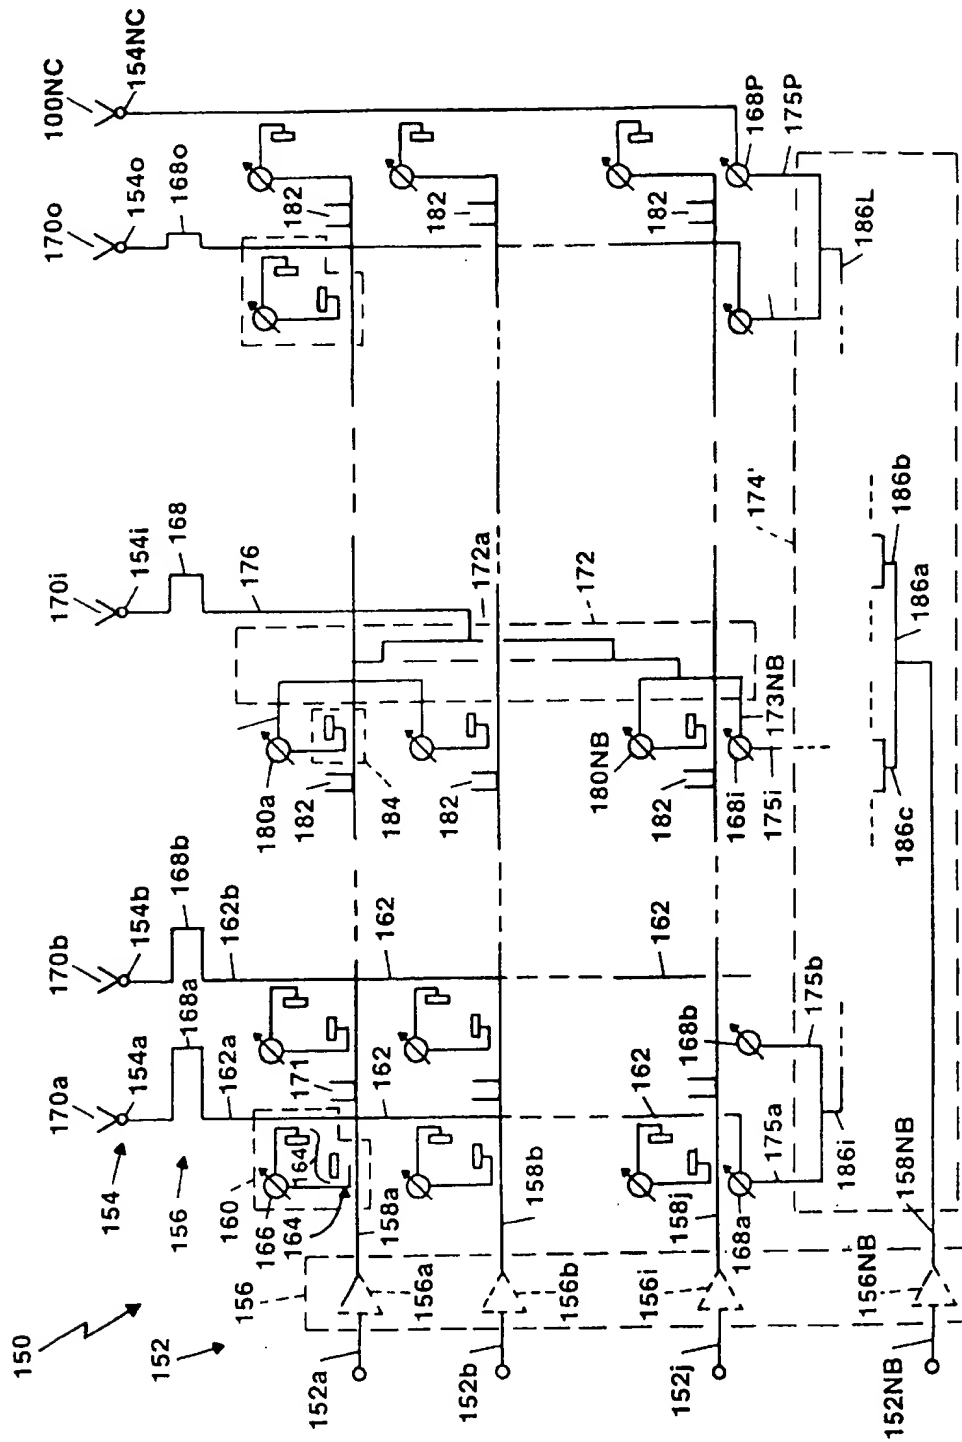 150
152
154
156
170a
154a
168a
162a
170b
154b
168b
162b
170i
154i
168
176
170o
154o
168o
100NC
154NC
160
166
164
164
171
158a
162
162
180a
182
184
172a
172
182
182
182
156
156a
152a
158b
156b
152b
162
162
168b
175b
175a
168a
186i
158j
156i
152j
180NB
182
168i
175i
173NB
174'
182
168P
175P
186L
186b
186a
186c
158NB
156NB
152NB